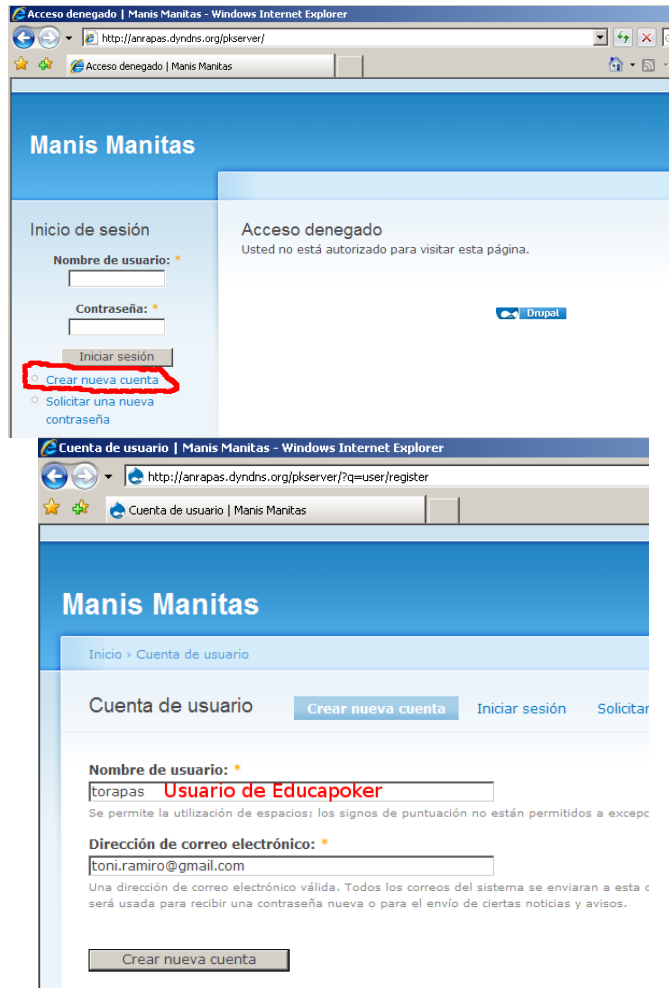 Acceso denegado | Manis Manitas - Windows Internet Explorer
http://anrapas.dyndns.org/pkserver/
Acceso denegado | Manis Manitas
Manis Manitas
Inicio de sesión
Nombre de usuario: *
Contraseña: *
Iniciar sesión
Crear nueva cuenta
Solicitar una nueva
contraseña
Acceso denegado
Usted no está autorizado para visitar esta página.
Drupal
Cuenta de usuario | Manis Manitas - Windows Internet Explorer
http://anrapas.dyndns.org/pkserver/?q=user/register
Cuenta de usuario | Manis Manitas
Manis Manitas
Inicio › Cuenta de usuario
Cuenta de usuario Crear nueva cuenta Iniciar sesión Solicitar
Nombre de usuario: *
torapas Usuario de Educapoker
Se permite la utilización de espacios; los signos de puntuación no están permitidos a excepc
Dirección de correo electrónico: *
toni.ramiro@gmail.com
Una dirección de correo electrónico válida. Todos los correos del sistema se enviaran a esta
será usada para recibir una contraseña nueva o para el envío de ciertas noticias y avisos.
Crear nueva cuenta